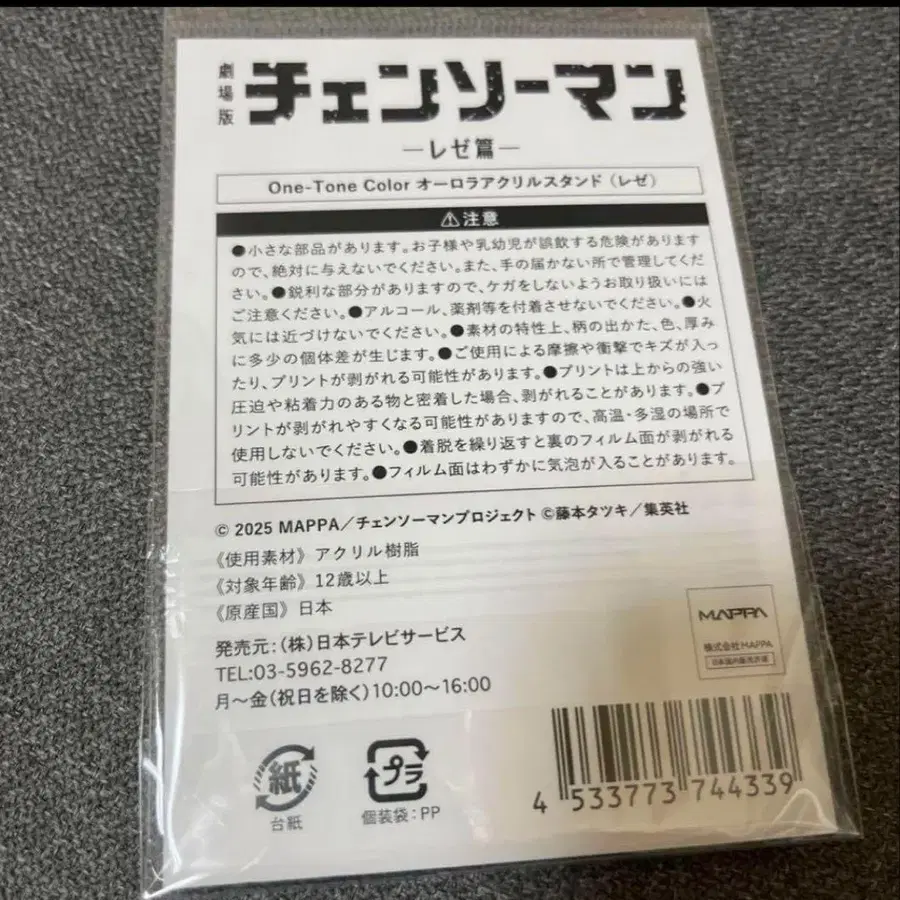 劇場版 チェンソーマン
―レゼ篇―
One-Tone Color オーロラアクリルスタンド（レゼ）
⚠注意
●小さな部品があります。お子様や乳幼児が誤飲する危険があります
ので、絶対に与えないでください。また、手の届かない所で管理してくだ
さい。●鋭利な部分がありますので、ケガをしないようお取り扱いには
ご注意ください。●アルコール、薬剤等を付着させないでください。●火
気には近づけないでください。●素材の特性上、柄の出かた、色、厚み
に多少の個体差が生じます。●ご使用による摩擦や衝撃でキズが入っ
たり、プリントが剥がれる可能性があります。●プリントは上からの強い
圧迫や粘着力のある物と密着した場合、剥がれることがあります。●プ
リントが剥がれやすくなる可能性がありますので、高温・多湿の場所で
使用しないでください。●着脱を繰り返すと裏のフィルム面が剥がれる
可能性があります。●フィルム面はわずかに気泡が入ることがあります。
© 2025 MAPPA／チェンソーマンプロジェクト ©藤本タツキ／集英社
《使用素材》アクリル樹脂
《対象年齢》12歳以上
《原産国》日本
発売元：（株）日本テレビサービス
TEL:03-5962-8277
月～金（祝日を除く）10:00～16:00
MAPPA
株式会社MAPPA
日本国内販売許諾
紙
台紙
プラ
個装袋：PP
4 533773 744339